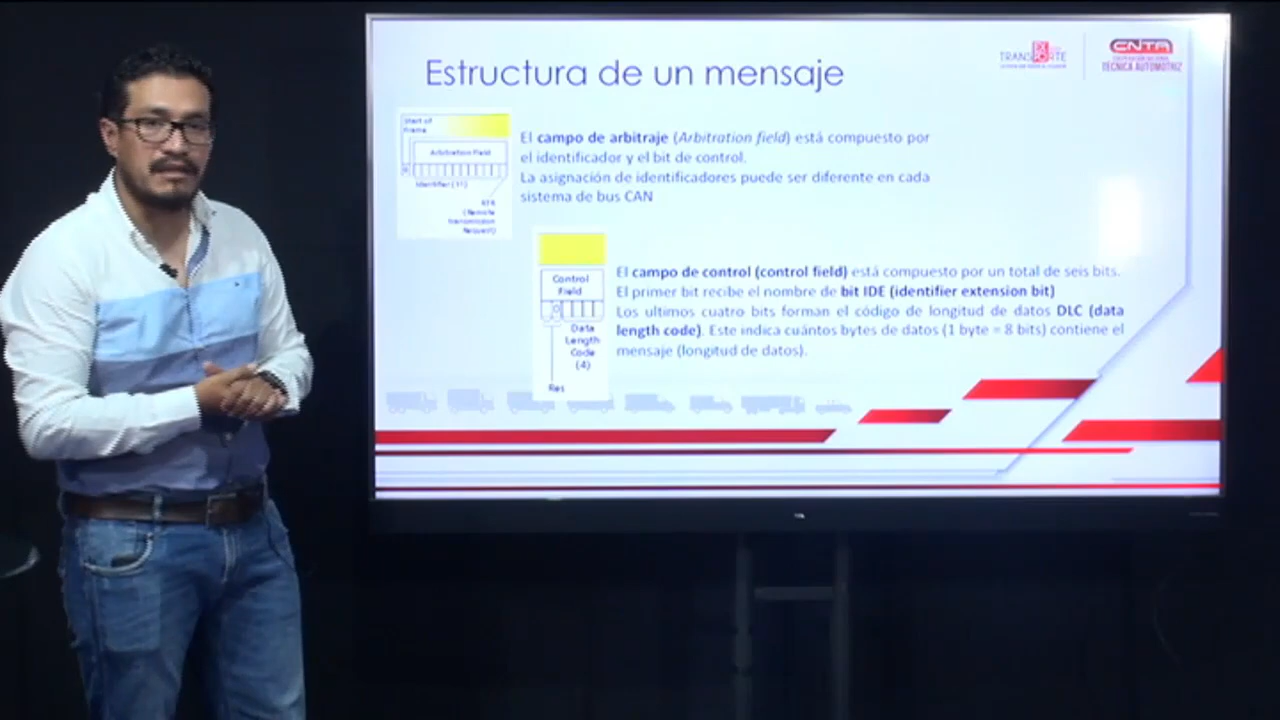 Estructura de un mensaje
TRANSPORTE
CNTA
TÉCNICA AUTOMOTRIZ
Start of
Frame
Arbitration Field
Identifier (11)
RTR
(Remote
Transmission
Request)
El campo de arbitraje (Arbitration field) está compuesto por
el identificador y el bit de control.
La asignación de identificadores puede ser diferente en cada
sistema de bus CAN
Control
Field
0
Data
Length
Code
(4)
Res
El campo de control (control field) está compuesto por un total de seis bits.
El primer bit recibe el nombre de bit IDE (identifier extension bit)
Los ultimos cuatro bits forman el código de longitud de datos DLC (data
length code). Este indica cuántos bytes de datos (1 byte = 8 bits) contiene el
mensaje (longitud de datos).